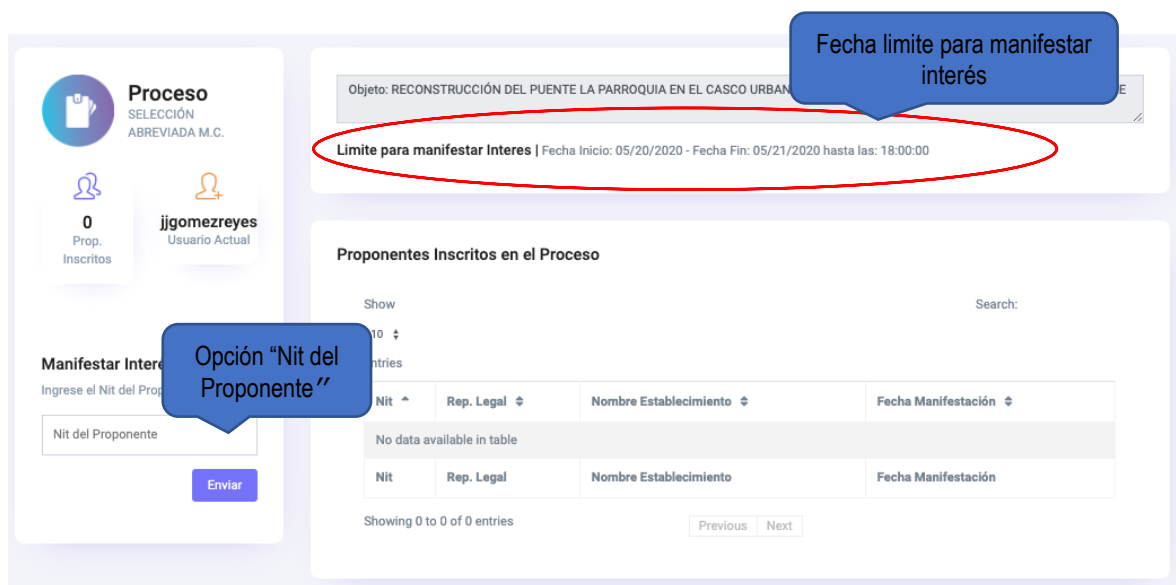 Fecha limite para manifestar
interés
Proceso
SELECCIÓN
ABREVIADA M.C.
0
Prop.
Inscritos
jjgomezreyes
Usuario Actual
Objeto: RECONSTRUCCIÓN DEL PUENTE LA PARROQUIA EN EL CASCO URBAN
Limite para manifestar Interes | Fecha Inicio: 05/20/2020 - Fecha Fin: 05/21/2020 hasta las: 18:00:00
Manifestar Intere
Ingrese el Nit del Prop
Opción “Nit del
Proponente”
Nit del Proponente
Enviar
Proponentes Inscritos en el Proceso
Show
10
ntries
Search:
Nit Rep. Legal Nombre Establecimiento Fecha Manifestación
No data available in table
Nit Rep. Legal Nombre Establecimiento Fecha Manifestación
Showing 0 to 0 of 0 entries
Previous Next